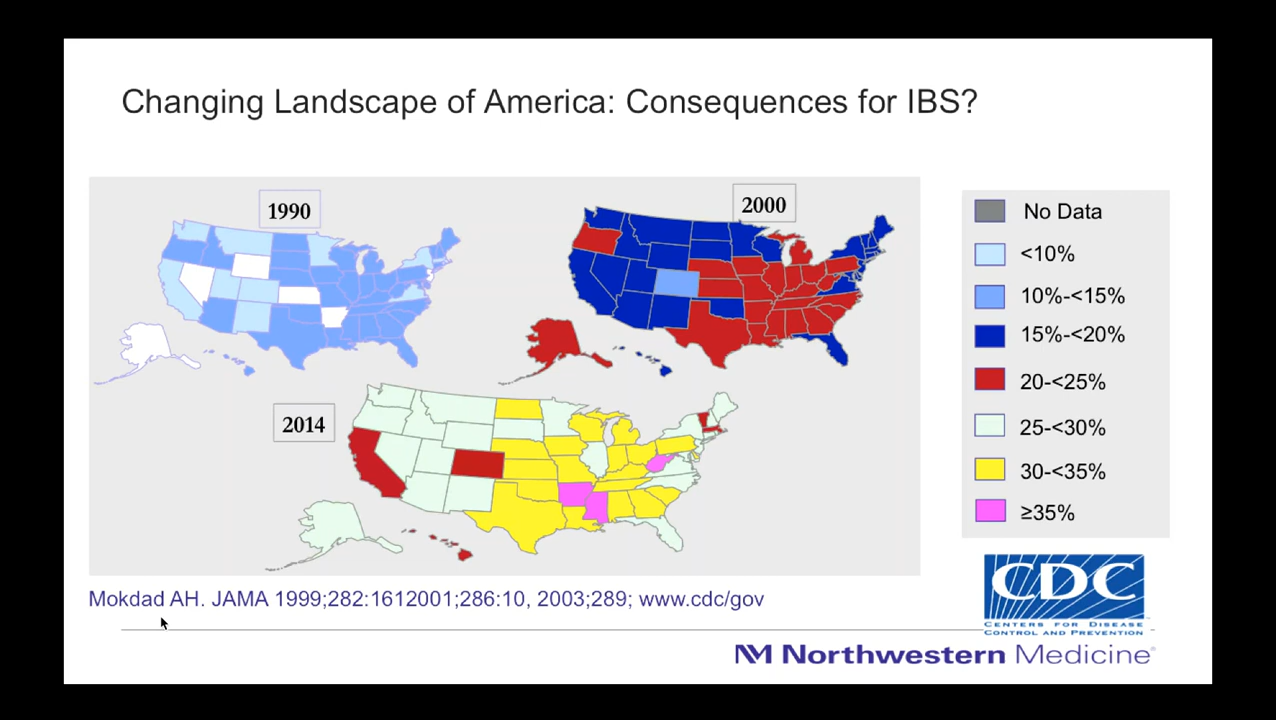 Changing Landscape of America: Consequences for IBS?
1990
2000
2014
No Data
<10%
10%-<15%
15%-<20%
20-<25%
25-<30%
30-<35%
≥35%
CDC
CENTERS FOR DISEASE
CONTROL AND PREVENTION
Mokdad AH. JAMA 1999;282:1612001;286:10, 2003;289; www.cdc/gov
Northwestern Medicine®